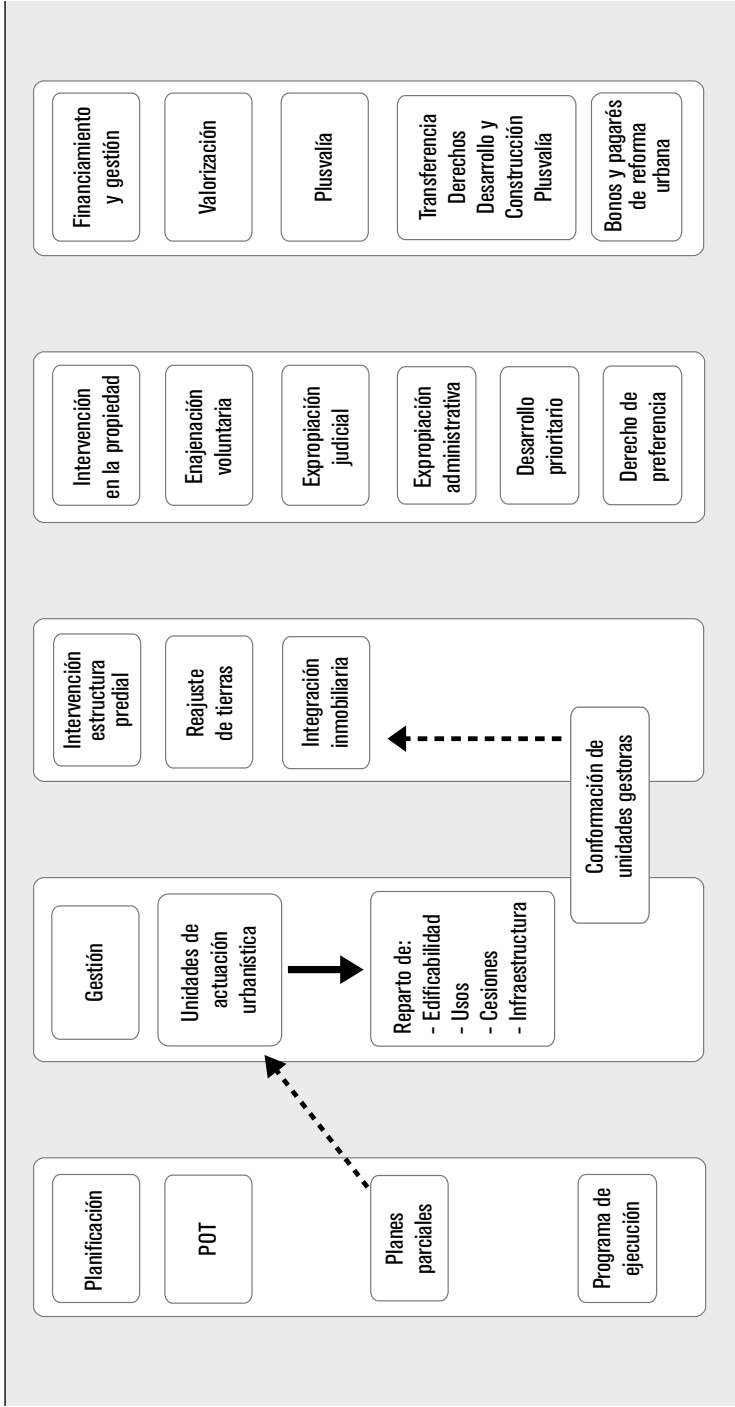 Planificación
POT
Planes
parciales
Programa de
ejecución
Gestión
Unidades de
actuación
urbanística
Reparto de:
- Edificabilidad
- Usos
- Cesiones
- Infraestructura
Conformación de
unidades gestoras
Intervención
estructura
predial
Reajuste
de tierras
Integración
inmobiliaria
Intervención
en la propiedad
Enajenación
voluntaria
Expropiación
judicial
Expropiación
administrativa
Desarrollo
prioritario
Derecho de
preferencia
Financiamiento
y gestión
Valorización
Plusvalía
Transferencia
Derechos
Desarrollo y
Construcción
Plusvalía
Bonos y pagarés
de reforma
urbana